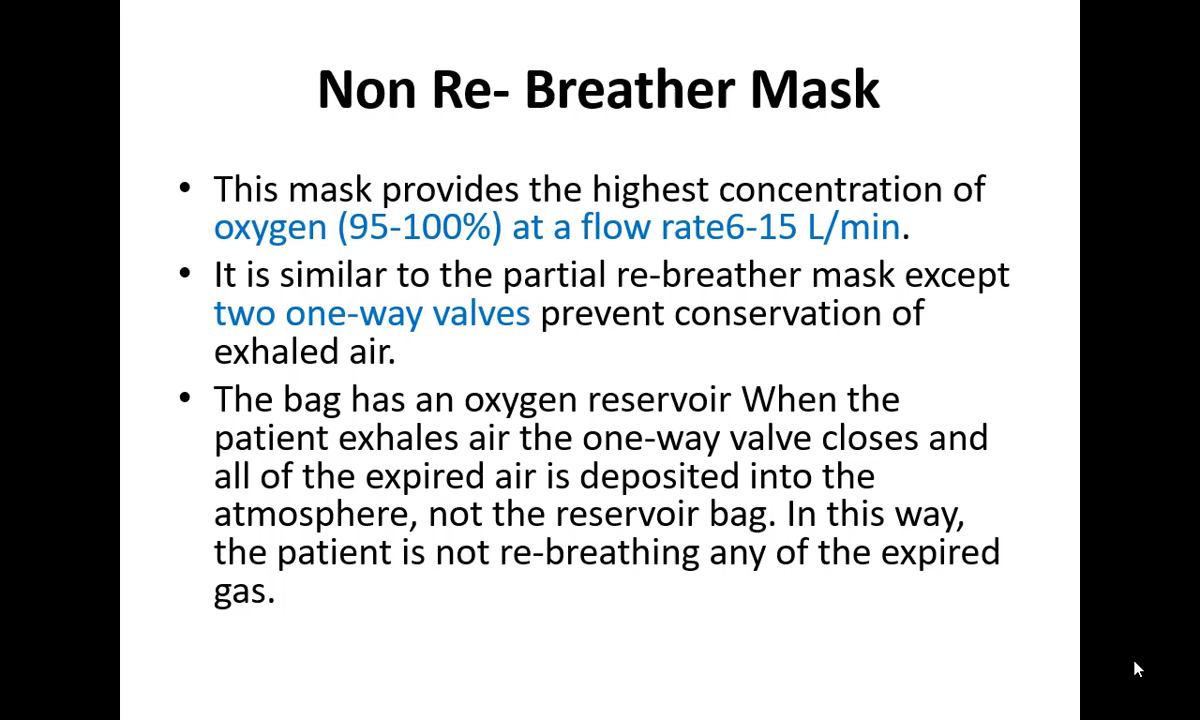 Non Re- Breather Mask
• This mask provides the highest concentration of
oxygen (95-100%) at a flow rate6-15 L/min.
• It is similar to the partial re-breather mask except
two one-way valves prevent conservation of
exhaled air.
• The bag has an oxygen reservoir When the
patient exhales air the one-way valve closes and
all of the expired air is deposited into the
atmosphere, not the reservoir bag. In this way,
the patient is not re-breathing any of the expired
gas.